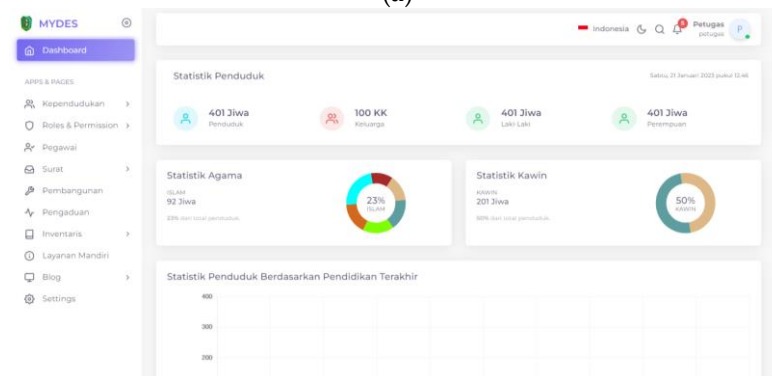 (a)
MYDES
Dashboard
APPS & PAGES
Kependudukan
Roles & Permission
Pegawai
Surat
Pembangunan
Pengaduan
Inventaris
Layanan Mandiri
Blog
Settings
Indonesia
8
Petugas
petugas
P
Statistik Penduduk
Sabtu, 21 Januari 2023 pukul 12.46
401 Jiwa
Penduduk
100 KK
Keluarga
401 Jiwa
Laki Laki
401 Jiwa
Perempuan
Statistik Agama
ISLAM
92 Jiwa
23% dari total penduduk.
23%
ISLAM
Statistik Kawin
KAWIN
201 Jiwa
50% dari total penduduk.
50%
KAWIN
Statistik Penduduk Berdasarkan Pendidikan Terakhir
400
300
200